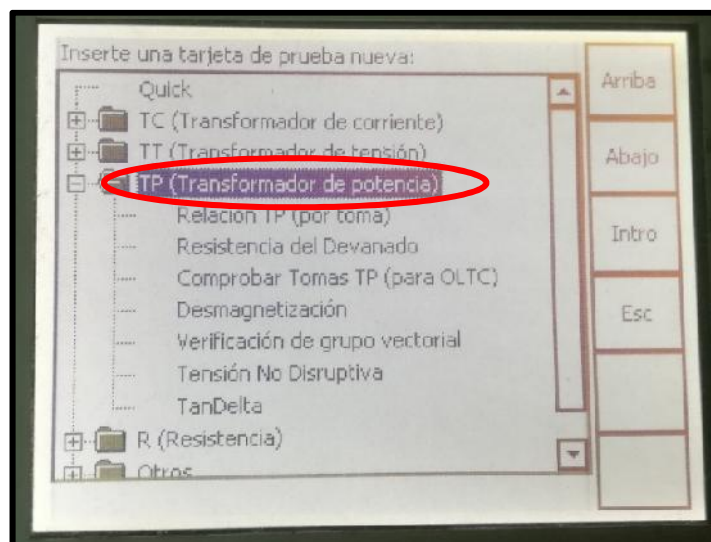 Inserte una tarjeta de prueba nueva:
Quick
TC (Transformador de corriente)
TT (Transformador de tensión)
TP (Transformador de potencia)
Relación TP (por toma)
Resistencia del Devanado
Comprobar Tomas TP (para OLTC)
Desmagnetización
Verificación de grupo vectorial
Tensión No Disruptiva
TanDelta
R (Resistencia)
Otros
Arriba
Abajo
Intro
Esc